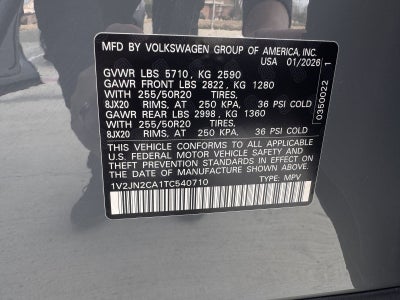 MFD BY VOLKSWAGEN GROUP OF AMERICA, INC.
USA 01/2026
GVWR LBS 5710, KG 2590
GAWR FRONT LBS 2822, KG 1280
WITH 255/50R20 TIRES,
8JX20 RIMS, AT 250 KPA, 36 PSI COLD
GAWR REAR LBS 2998, KG 1360
WITH 255/50R20 TIRES,
8JX20 RIMS, AT 250 KPA, 36 PSI COLD
THIS VEHICLE CONFORMS TO ALL APPLICABLE
U.S. FEDERAL MOTOR VEHICLE SAFETY AND
THEFT PREVENTION STANDARDS IN EFFECT ON THE
DATE OF MANUFACTURE SHOWN ABOVE.
1V2JN2CA1TC540710 TYPE: MPV
0350022 1